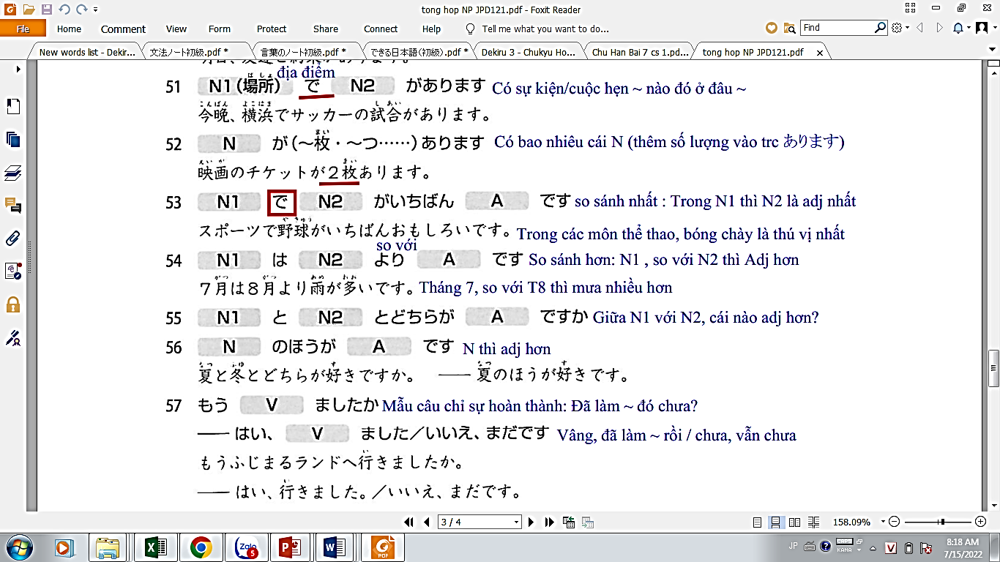 tong hop NP JPD121.pdf - Foxit Reader
File Home Comment View Form Protect Share Connect Help Tell me what you want to do... Find
New words list - Dekir... 文法ノート初級.pdf * 言葉のノート初級.pdf * できる日本語〈初級〉.pdf * Dekiru 3 - Chukyu Ho... Chu Han Bai 7 cs 1.pd... tong hop NP JPD121.pdf
địa điểm
51 N1(場所) で N2 があります Có sự kiện/cuộc hẹn ~ nào đó ở đâu ~
今晩、横浜でサッカーの試合があります。
52 N が(〜枚・〜つ……)あります Có bao nhiêu cái N (thêm số lượng vào trc あります)
映画のチケットが2枚あります。
53 N1 で N2 がいちばん A です so sánh nhất : Trong N1 thì N2 là adj nhất
スポーツで野球がいちばんおもしろいです。 Trong các môn thể thao, bóng chày là thú vị nhất
so với
54 N1 は N2 より A です So sánh hơn: N1 , so với N2 thì Adj hơn
7月は8月より雨が多いです。 Tháng 7, so với T8 thì mưa nhiều hơn
55 N1 と N2 とどちらが A ですか Giữa N1 với N2, cái nào adj hơn?
56 N のほうが A です N thì adj hơn
夏と冬とどちらが好きですか。 ―― 夏のほうが好きです。
57 もう V ましたか Mẫu câu chỉ sự hoàn thành: Đã làm ~ đó chưa?
―― はい、 V ました/いいえ、まだです Vâng, đã làm ~ rồi / chưa, vẫn chưa
もうふじまるランドへ行きましたか。
―― はい、行きました。/いいえ、まだです。
3 / 4 158.09%
Zalo 5 PDF JP CAPS KANA 8:18 AM
7/15/2022